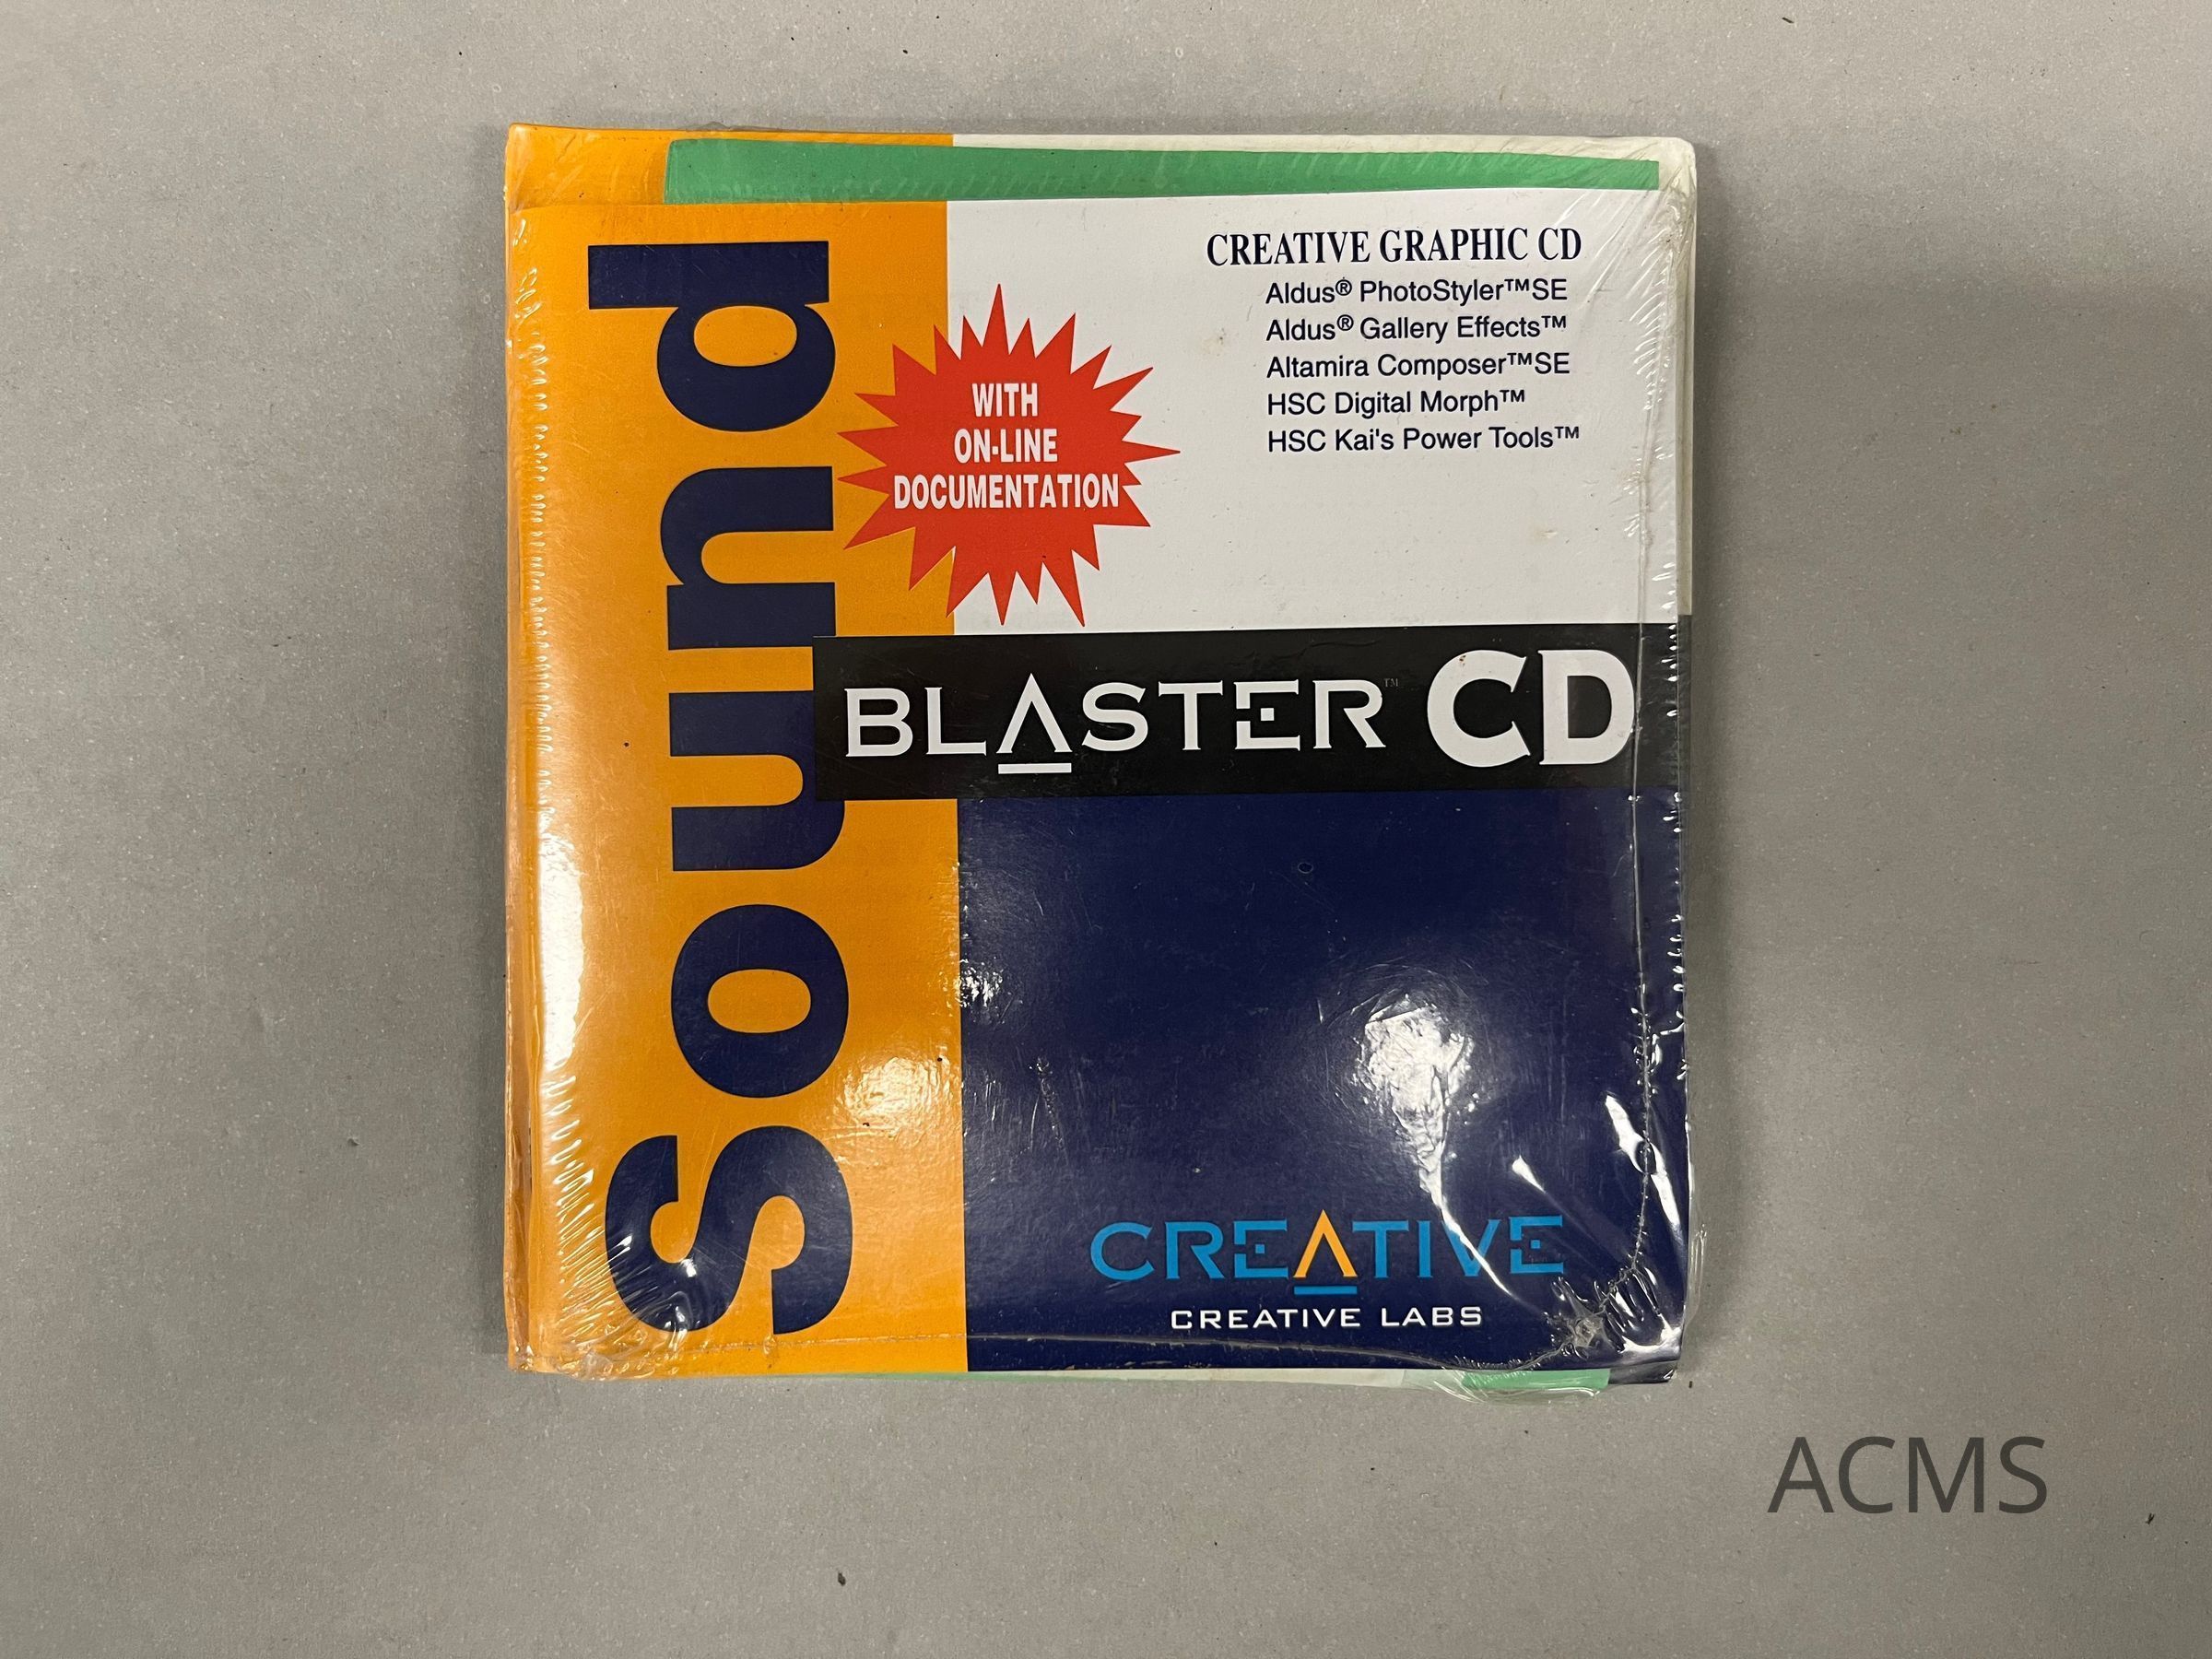 CREATIVE GRAPHIC CD
Aldus® PhotoStyler™SE
Aldus® Gallery Effects™
Altamira Composer™SE
HSC Digital Morph™
HSC Kai's Power Tools™
WITH
ON-LINE
DOCUMENTATION
Sound
BLASTER™ CD
CREATIVE
CREATIVE LABS
ACMS